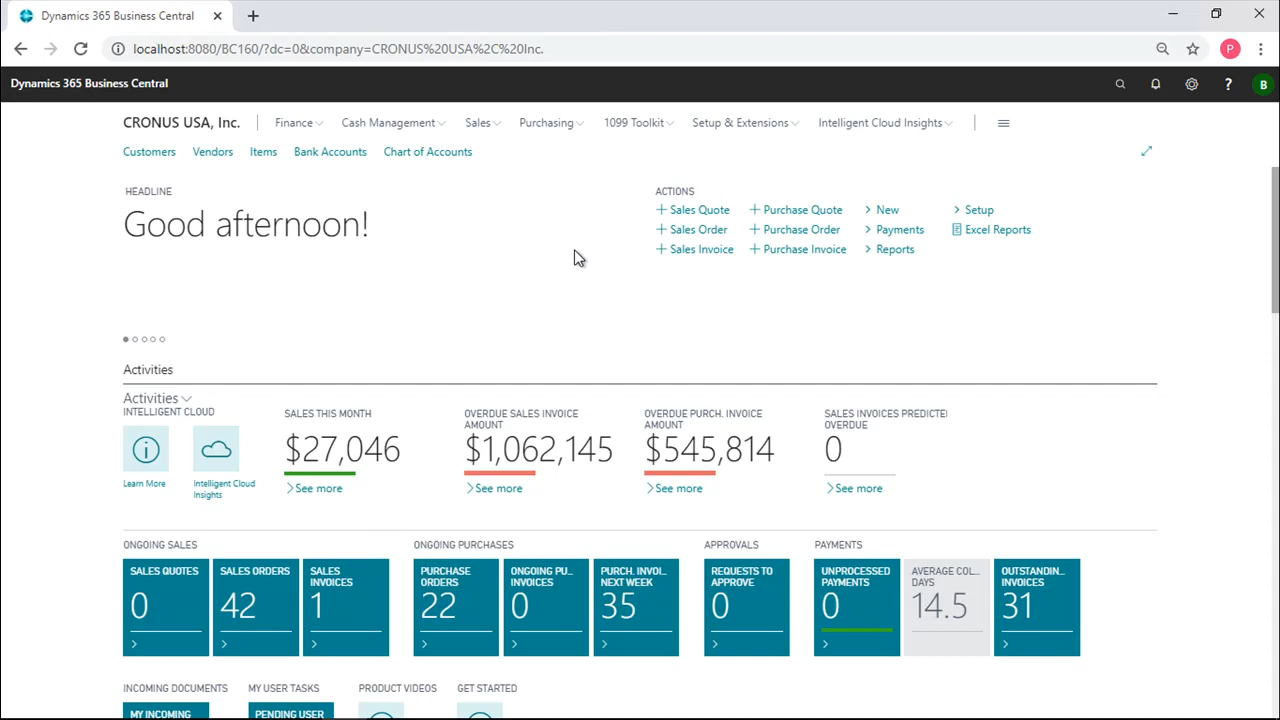 Dynamics 365 Business Central
localhost:8080/BC160/?dc=0&company=CRONUS%20USA%2C%20Inc.
P
Dynamics 365 Business Central
?
B
CRONUS USA, Inc.
Finance
Cash Management
Sales
Purchasing
1099 Toolkit
Setup & Extensions
Intelligent Cloud Insights
Customers
Vendors
Items
Bank Accounts
Chart of Accounts
HEADLINE
Good afternoon!
ACTIONS
+ Sales Quote
+ Purchase Quote
> New
> Setup
+ Sales Order
+ Purchase Order
> Payments
Excel Reports
+ Sales Invoice
+ Purchase Invoice
> Reports
Activities
Activities
INTELLIGENT CLOUD
Learn More
Intelligent Cloud
Insights
SALES THIS MONTH
$27,046
>See more
OVERDUE SALES INVOICE
AMOUNT
$1,062,145
>See more
OVERDUE PURCH. INVOICE
AMOUNT
$545,814
>See more
SALES INVOICES PREDICTE
OVERDUE
0
>See more
ONGOING SALES
SALES QUOTES
0
SALES ORDERS
42
SALES
INVOICES
1
ONGOING PURCHASES
PURCHASE
ORDERS
22
ONGOING PU...
INVOICES
0
PURCH. INVOI...
NEXT WEEK
35
APPROVALS
REQUESTS TO
APPROVE
0
PAYMENTS
UNPROCESSED
PAYMENTS
0
AVERAGE COL...
DAYS
14.5
OUTSTANDIN...
INVOICES
31
INCOMING DOCUMENTS
MY INCOMING
MY USER TASKS
PENDING USER
PRODUCT VIDEOS
GET STARTED